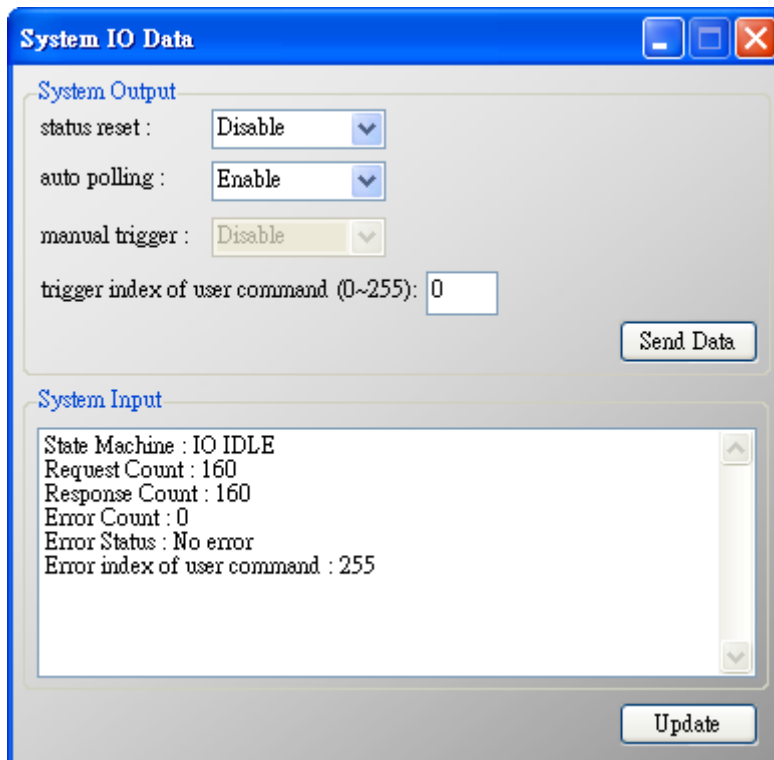 System IO Data
System Output
status reset : Disable
auto polling : Enable
manual trigger : Disable
trigger index of user command (0~255): 0
Send Data
System Input
State Machine : IO IDLE
Request Count : 160
Response Count : 160
Error Count : 0
Error Status : No error
Error index of user command : 255
Update